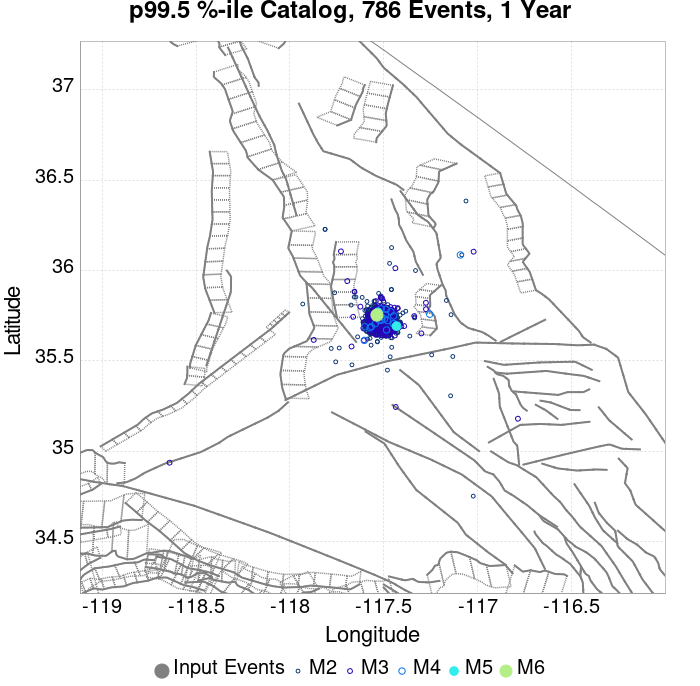 p99.5 %-ile Catalog, 786 Events, 1 Year
Latitude
37
36.5
36
35.5
35
34.5
-119 -118.5 -118 -117.5 -117 -116.5
Longitude
Input Events M2 M3 M4 M5 M6